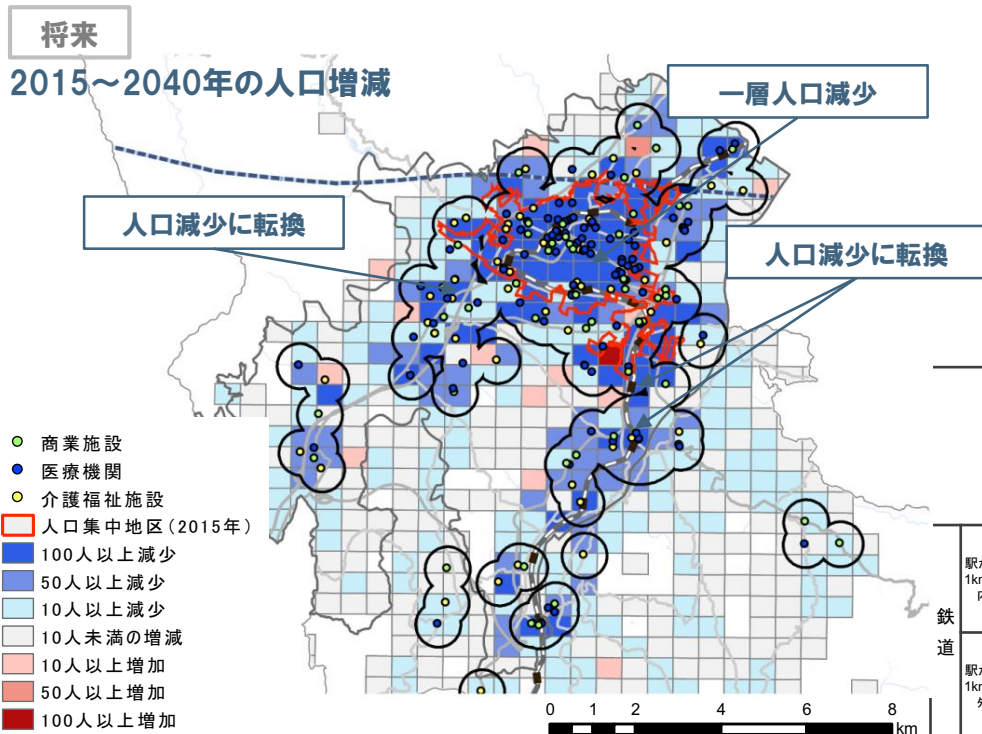 将来
2015～2040年の人口増減
一層人口減少
人口減少に転換
人口減少に転換
商業施設
医療機関
介護福祉施設
人口集中地区(2015年)
100人以上減少
50人以上減少
10人以上減少
10人未満の増減
10人以上増加
50人以上増加
100人以上増加
0 1 2 4 6 8
km
鉄道
1km
1km